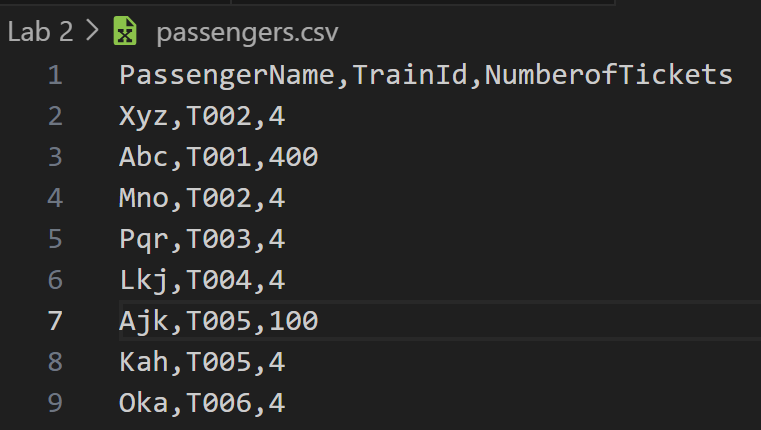 Lab 2 > passengers.csv
1 PassengerName,TrainId,NumberofTickets
2 Xyz,T002,4
3 Abc,T001,400
4 Mno,T002,4
5 Pqr,T003,4
6 Lkj,T004,4
7 Ajk,T005,100
8 Kah,T005,4
9 Oka,T006,4